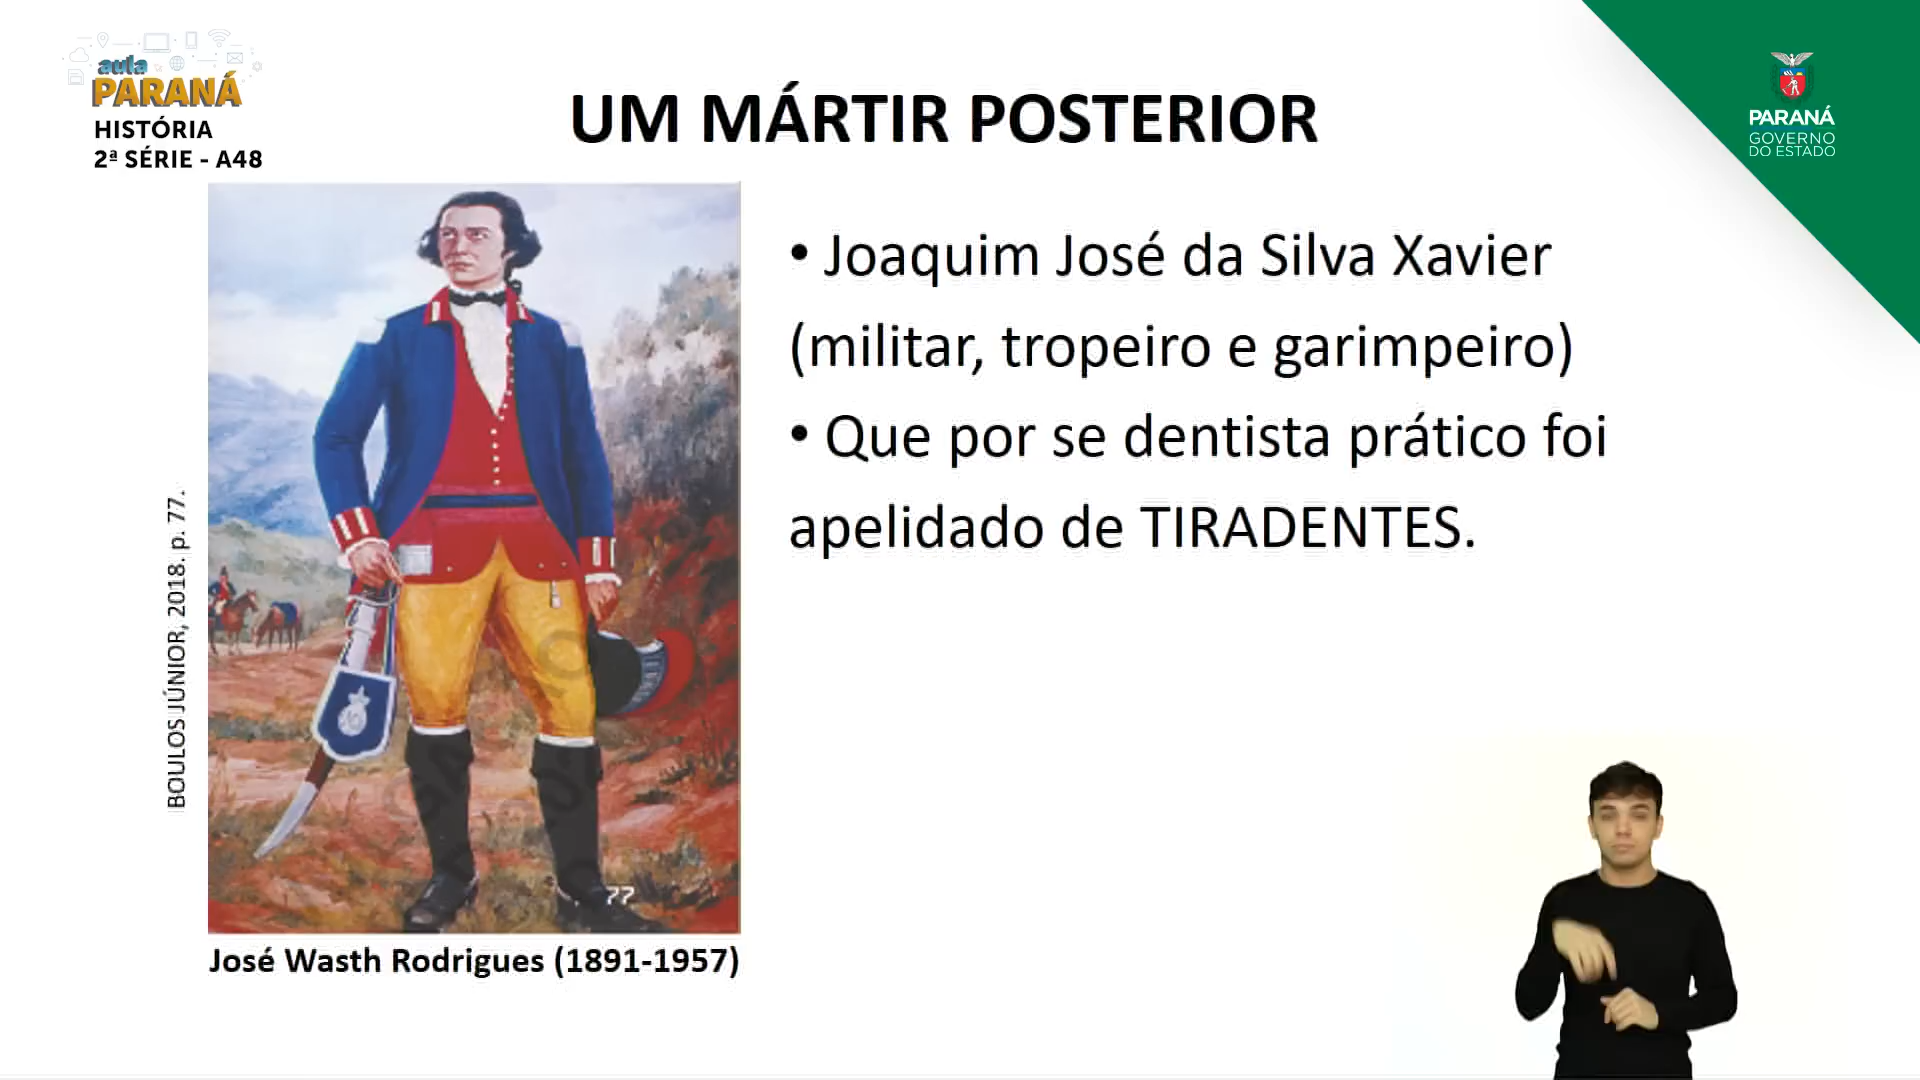 aula
PARANÁ
HISTÓRIA
2ª SÉRIE - A48
UM MÁRTIR POSTERIOR
PARANÁ
GOVERNO
DO ESTADO
• Joaquim José da Silva Xavier
(militar, tropeiro e garimpeiro)
• Que por se dentista prático foi
apelidado de TIRADENTES.
BOULOS JÚNIOR, 2018. p. 77.
77
José Wasth Rodrigues (1891-1957)